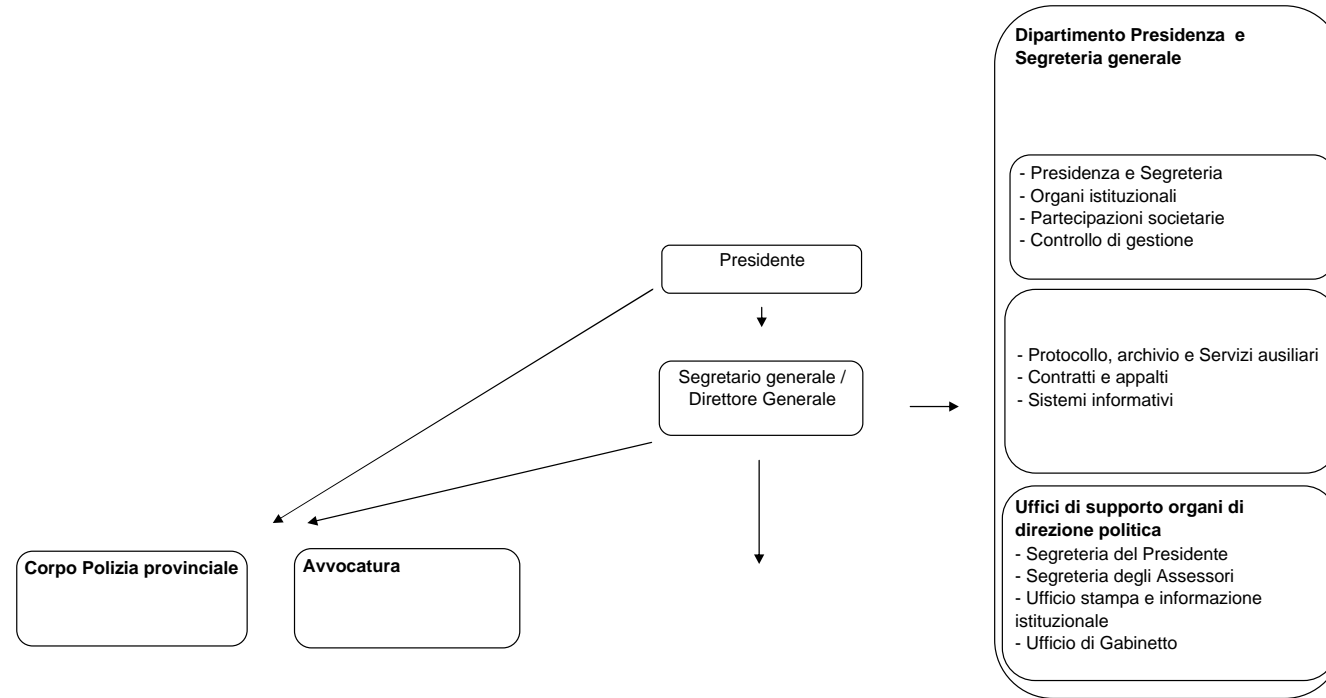 Dipartimento Presidenza e
Segreteria generale
- Presidenza e Segreteria
- Organi istituzionali
- Partecipazioni societarie
- Controllo di gestione
Presidente
Segretario generale /
Direttore Generale
- Protocollo, archivio e Servizi ausiliari
- Contratti e appalti
- Sistemi informativi
Corpo Polizia provinciale
Avvocatura
Uffici di supporto organi di
direzione politica
- Segreteria del Presidente
- Segreteria degli Assessori
- Ufficio stampa e informazione
istituzionale
- Ufficio di Gabinetto